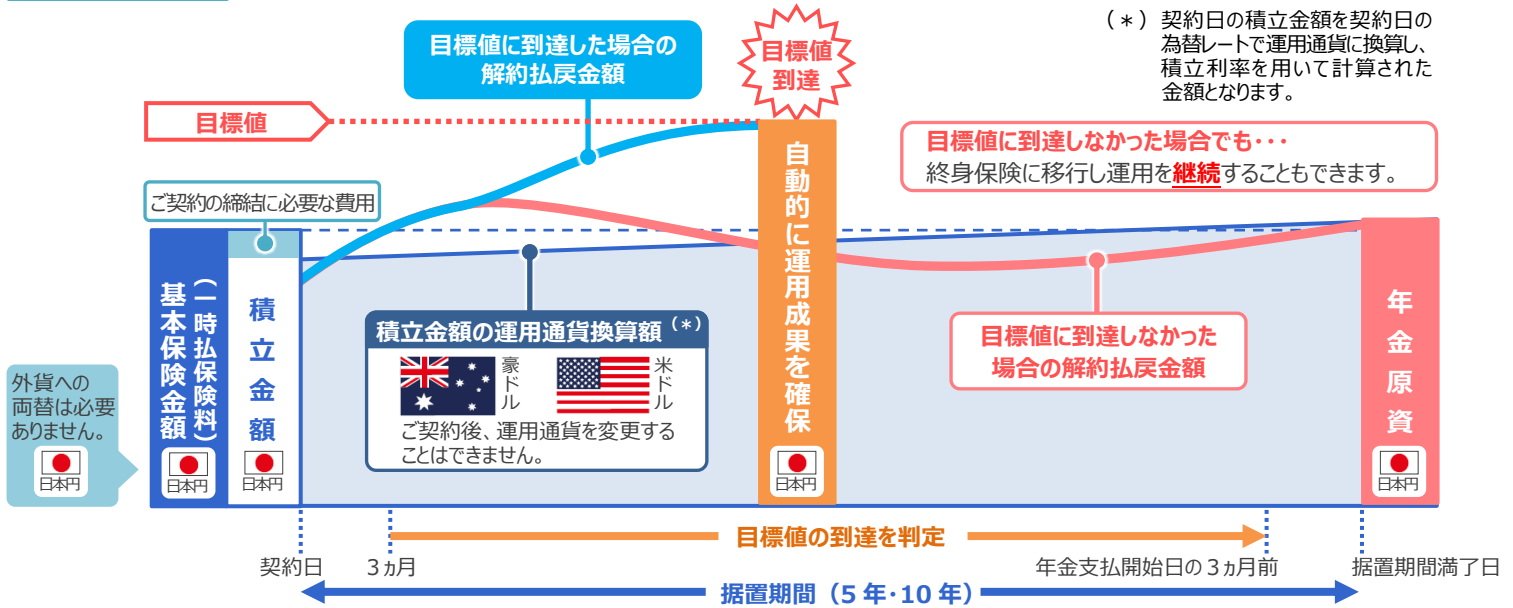 目標値に到達した場合の
解約払戻金額
目標値
到達
(*) 契約日の積立金額を契約日の
為替レートで運用通貨に換算し、
積立利率を用いて計算された
金額となります。
目標値
目標値に到達しなかった場合でも・・・
終身保険に移行し運用を継続することもできます。
ご契約の締結に必要な費用
基本保険金額
(一時払保険料)
日本円
積立金額
日本円
外貨への
両替は必要
ありません。
日本円
積立金額の運用通貨換算額(*)
豪ドル
米ドル
ご契約後、運用通貨を変更する
ことはできません。
自動的に運用成果を確保
日本円
目標値に到達しなかった
場合の解約払戻金額
年金原資
日本円
目標値の到達を判定
契約日
3ヵ月
年金支払開始日の3ヵ月前
据置期間満了日
据置期間(5年・10年)